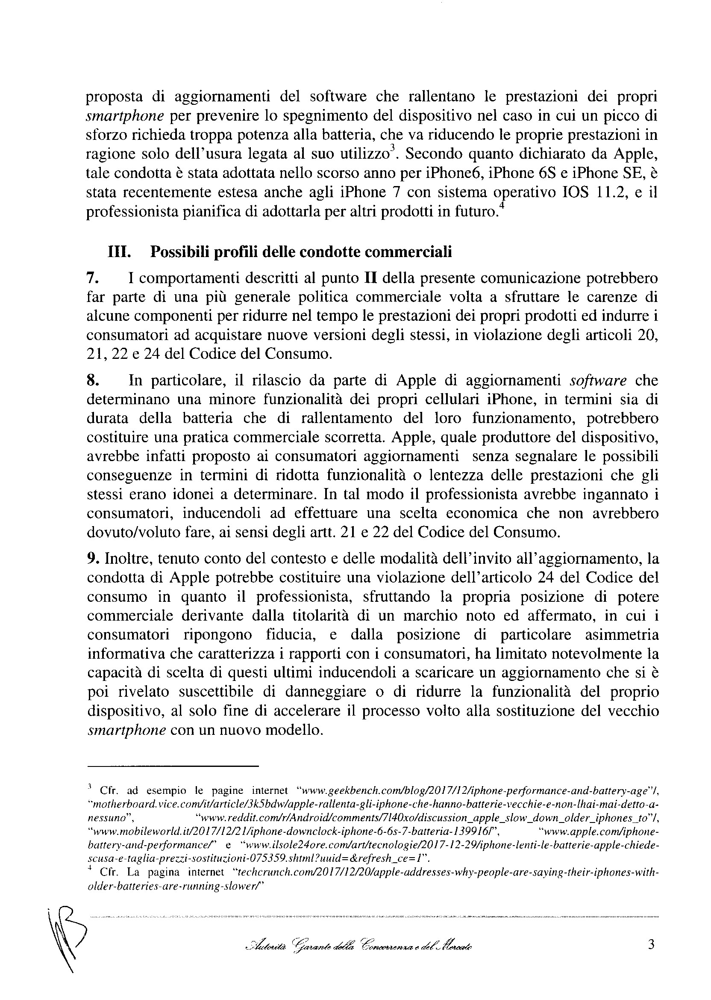 proposta di aggiornamenti del software che rallentano le prestazioni dei propri
smartphone per prevenire lo spegnimento del dispositivo nel caso in cui un picco di
sforzo richieda troppa potenza alla batteria, che va riducendo le proprie prestazioni in
ragione solo dell'usura legata al suo utilizzo³. Secondo quanto dichiarato da Apple,
tale condotta è stata adottata nello scorso anno per iPhone6, iPhone 6S e iPhone SE, è
stata recentemente estesa anche agli iPhone 7 con sistema operativo IOS 11.2, e il
professionista pianifica di adottarla per altri prodotti in futuro.⁴
III. Possibili profili delle condotte commerciali
7. I comportamenti descritti al punto II della presente comunicazione potrebbero
far parte di una più generale politica commerciale volta a sfruttare le carenze di
alcune componenti per ridurre nel tempo le prestazioni dei propri prodotti ed indurre i
consumatori ad acquistare nuove versioni degli stessi, in violazione degli articoli 20,
21, 22 e 24 del Codice del Consumo.
8. In particolare, il rilascio da parte di Apple di aggiornamenti software che
determinano una minore funzionalità dei propri cellulari iPhone, in termini sia di
durata della batteria che di rallentamento del loro funzionamento, potrebbero
costituire una pratica commerciale scorretta. Apple, quale produttore del dispositivo,
avrebbe infatti proposto ai consumatori aggiornamenti senza segnalare le possibili
conseguenze in termini di ridotta funzionalità o lentezza delle prestazioni che gli
stessi erano idonei a determinare. In tal modo il professionista avrebbe ingannato i
consumatori, inducendoli ad effettuare una scelta economica che non avrebbero
dovuto/voluto fare, ai sensi degli artt. 21 e 22 del Codice del Consumo.
9. Inoltre, tenuto conto del contesto e delle modalità dell'invito all'aggiornamento, la
condotta di Apple potrebbe costituire una violazione dell'articolo 24 del Codice del
consumo in quanto il professionista, sfruttando la propria posizione di potere
commerciale derivante dalla titolarità di un marchio noto ed affermato, in cui i
consumatori ripongono fiducia, e dalla posizione di particolare asimmetria
informativa che caratterizza i rapporti con i consumatori, ha limitato notevolmente la
capacità di scelta di questi ultimi inducendoli a scaricare un aggiornamento che si è
poi rivelato suscettibile di danneggiare o di ridurre la funzionalità del proprio
dispositivo, al solo fine di accelerare il processo volto alla sostituzione del vecchio
smartphone con un nuovo modello.
³ Cfr. ad esempio le pagine internet "www.geekbench.com/blog/2017/12/iphone-performance-and-battery-age"/,
"motherboard.vice.com/it/article/3k5bdw/apple-rallenta-gli-iphone-che-hanno-batterie-vecchie-e-non-lhai-mai-detto-a-
nessuno", "www.reddit.com/r/Android/comments/7l40xo/discussion_apple_slow_down_older_iphones_to"/,
"www.mobileworld.it/2017/12/21/iphone-downclock-iphone-6-6s-7-batteria-139916/", "www.apple.com/iphone-
battery-and-performance/" e "www.ilsole24ore.com/art/tecnologie/2017-12-29/iphone-lenti-le-batterie-apple-chiede-
scusa-e-taglia-prezzi-sostituzioni-075359.shtml?uuid=&refresh_ce=1".
⁴ Cfr. La pagina internet "techcrunch.com/2017/12/20/apple-addresses-why-people-are-saying-their-iphones-with-
older-batteries-are-running-slower/"
Autorità Garante della Concorrenza e del Mercato
3